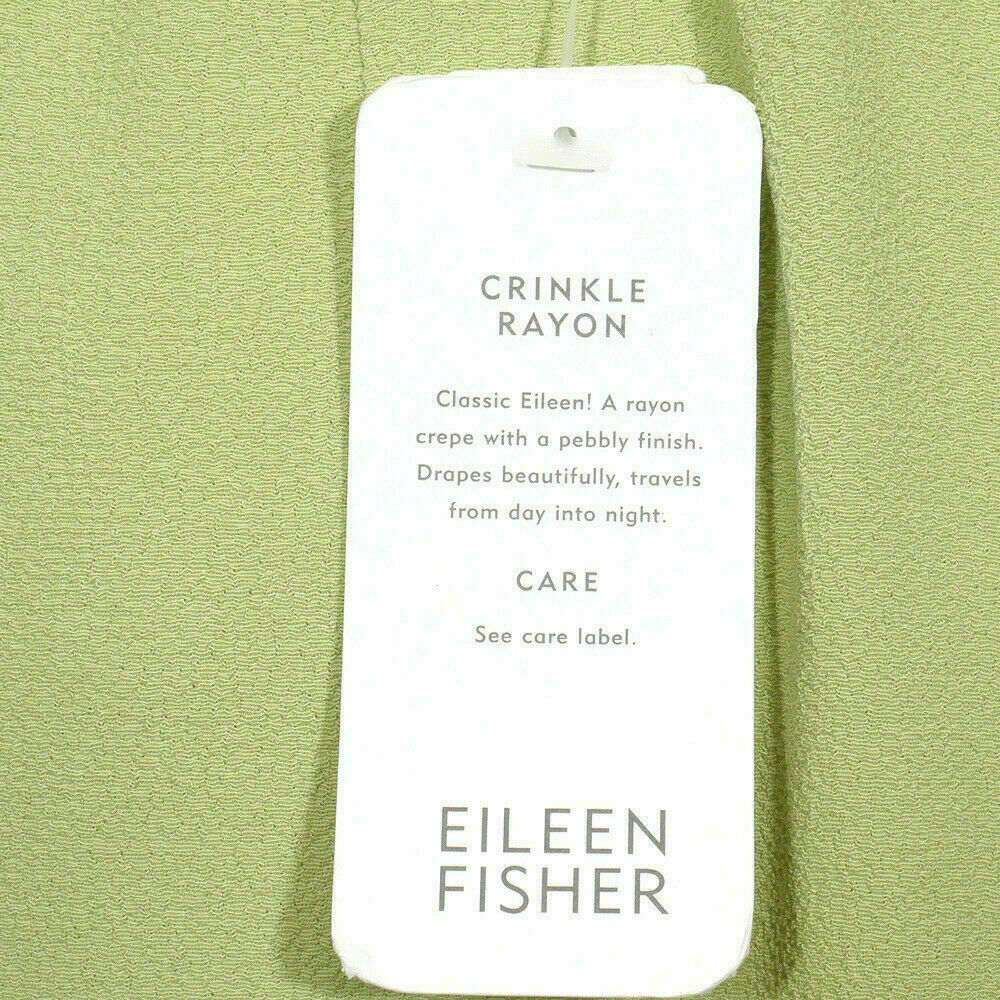 CRINKLE
RAYON
Classic Eileen! A rayon
crepe with a pebbly finish.
Drapes beautifully, travels
from day into night.
CARE
See care label.
EILEEN
FISHER